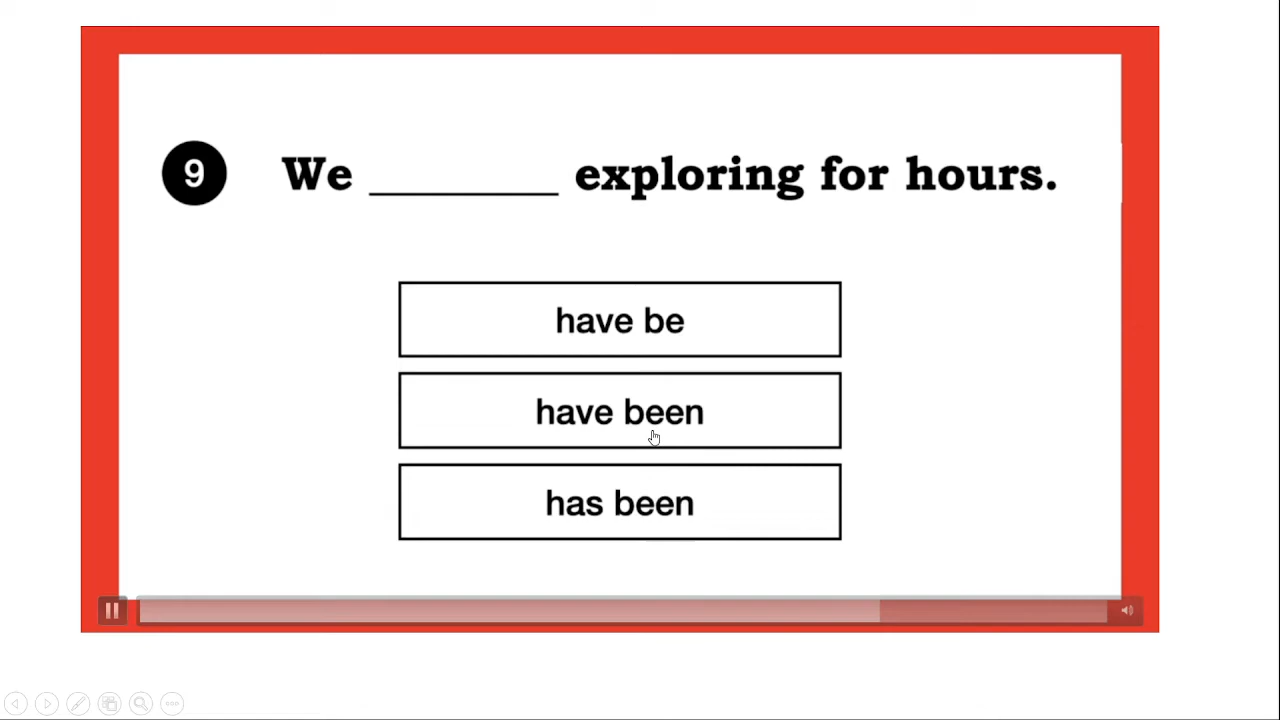 9 We ________ exploring for hours.
have be
have been
has been